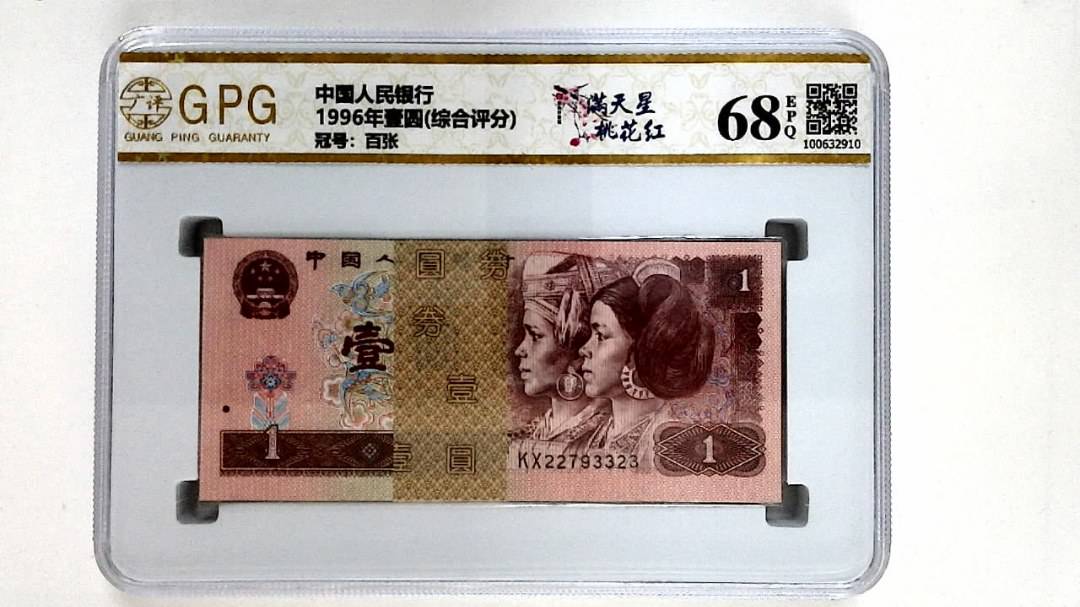 广评
GPG
GUANG PING GUARANTY
中国人民银行
1996年壹圆(综合评分)
冠号：百张
满天星
桃花红
68
EPQ
100632910
中国人
圆 券
1
壹
券
壹
1
壹 圆
KX22793323
1